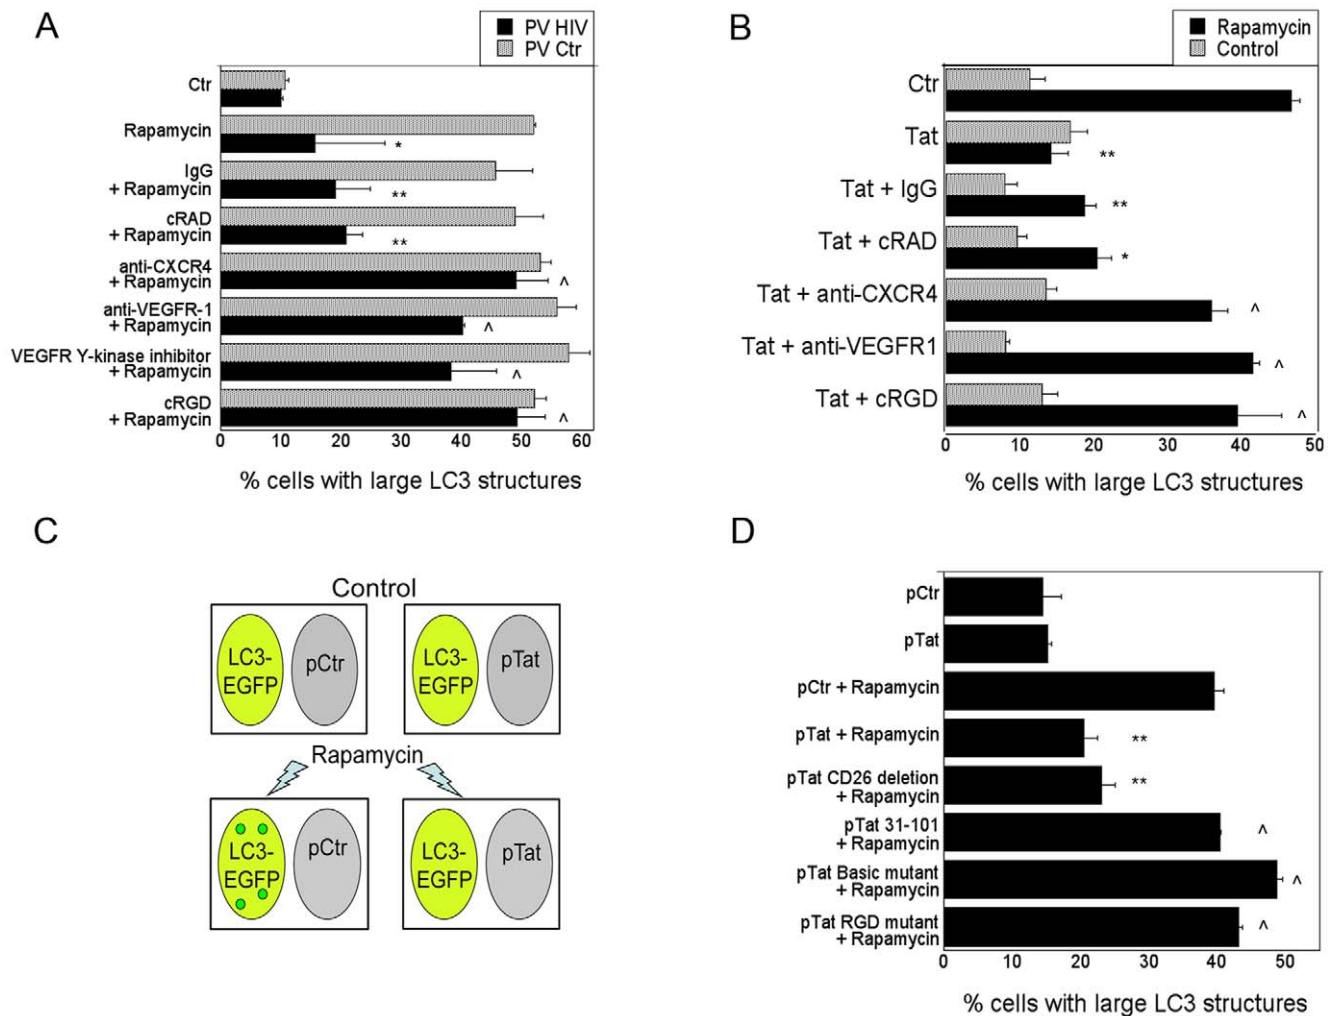 A
PV HIV
PV Ctr
Ctr
Rapamycin
*
IgG
+ Rapamycin
**
cRAD
+ Rapamycin
**
anti-CXCR4
+ Rapamycin
^
anti-VEGFR-1
+ Rapamycin
^
VEGFR Y-kinase inhibitor
+ Rapamycin
^
cRGD
+ Rapamycin
^
0 10 20 30 40 50 60
% cells with large LC3 structures
B
Rapamycin
Control
Ctr
Tat
**
Tat + IgG
**
Tat + cRAD
*
Tat + anti-CXCR4
^
Tat + anti-VEGFR1
^
Tat + cRGD
^
0 10 20 30 40 50
% cells with large LC3 structures
C
Control
LC3-
EGFP
pCtr
LC3-
EGFP
pTat
Rapamycin
LC3-
EGFP
pCtr
LC3-
EGFP
pTat
D
pCtr
pTat
pCtr + Rapamycin
pTat + Rapamycin
**
pTat CD26 deletion
+ Rapamycin
**
pTat 31-101
+ Rapamycin
^
pTat Basic mutant
+ Rapamycin
^
pTat RGD mutant
+ Rapamycin
^
0 10 20 30 40 50
% cells with large LC3 structures